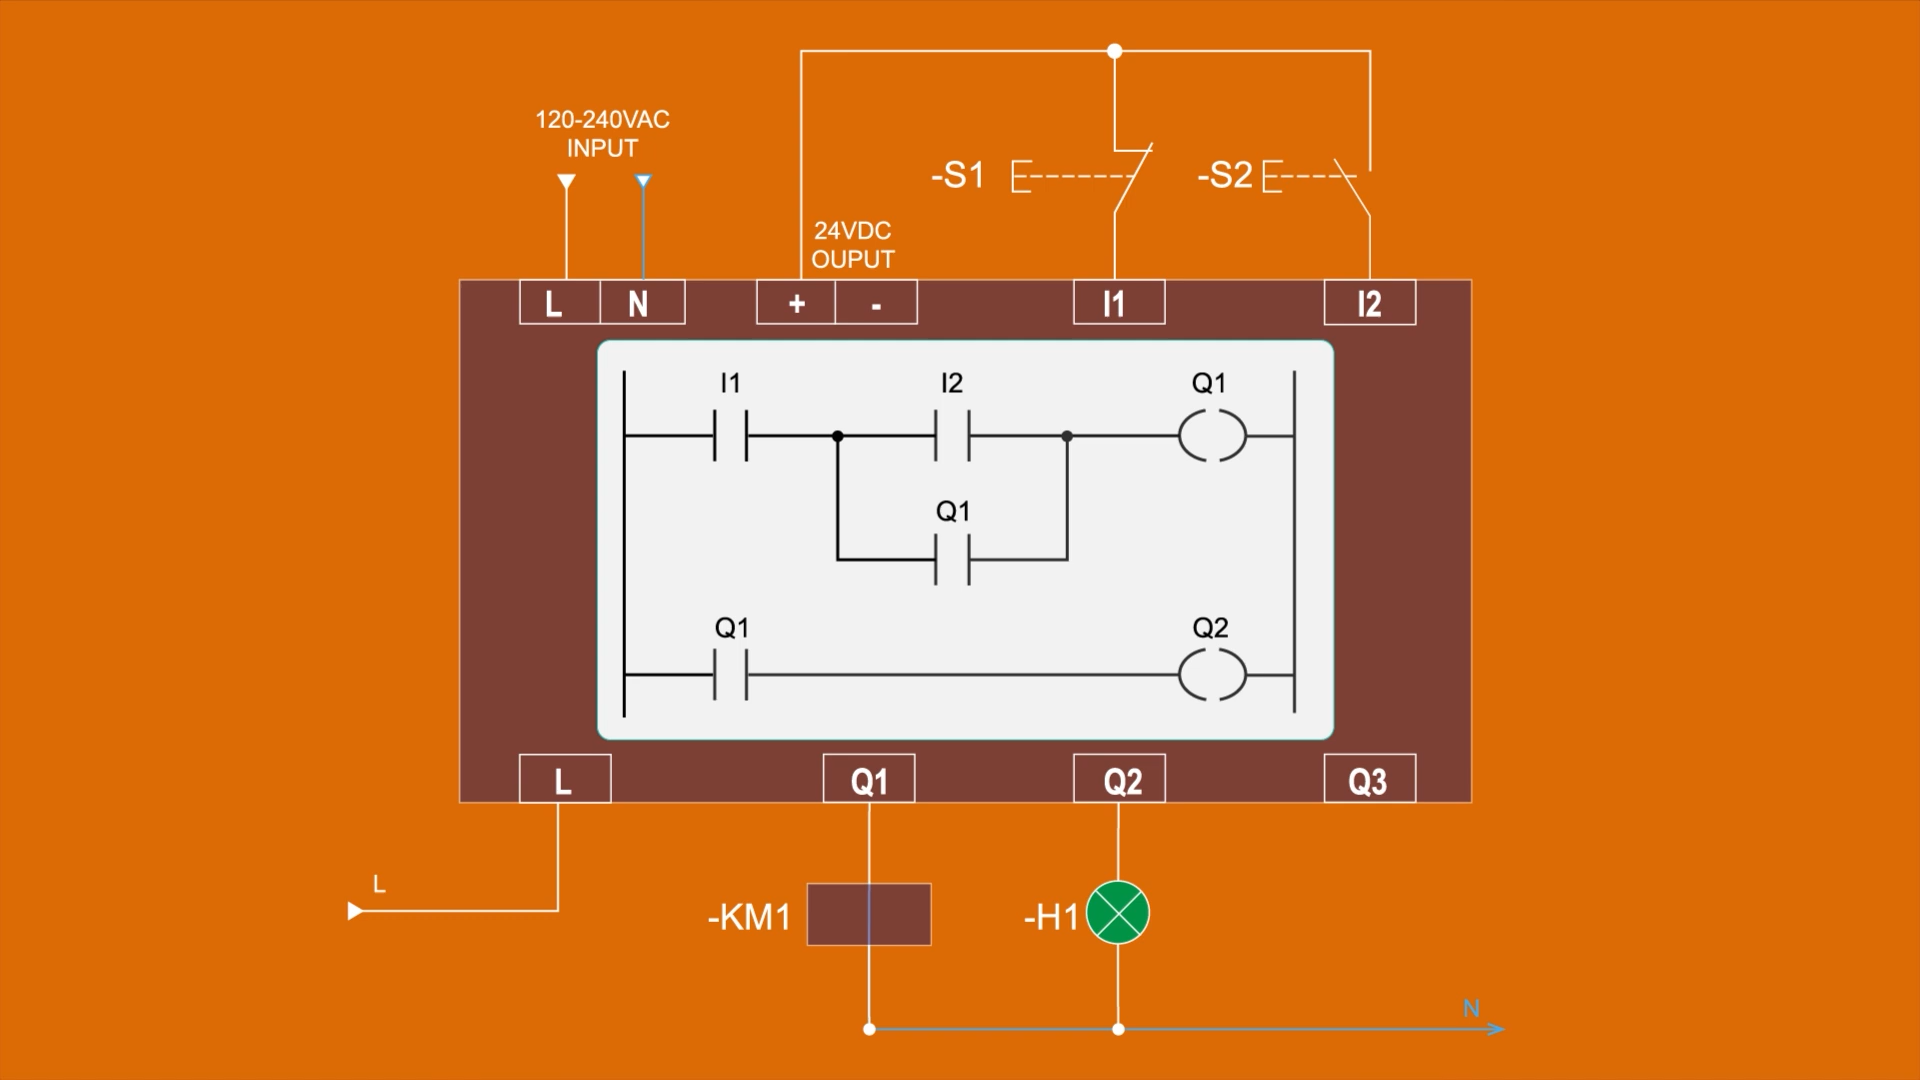 120-240VAC
INPUT
-S1
-S2
24VDC
OUPUT
L
N
+
-
I1
I2
I1
I2
Q1
Q1
Q1
Q2
L
Q1
Q2
Q3
L
-KM1
-H1
N